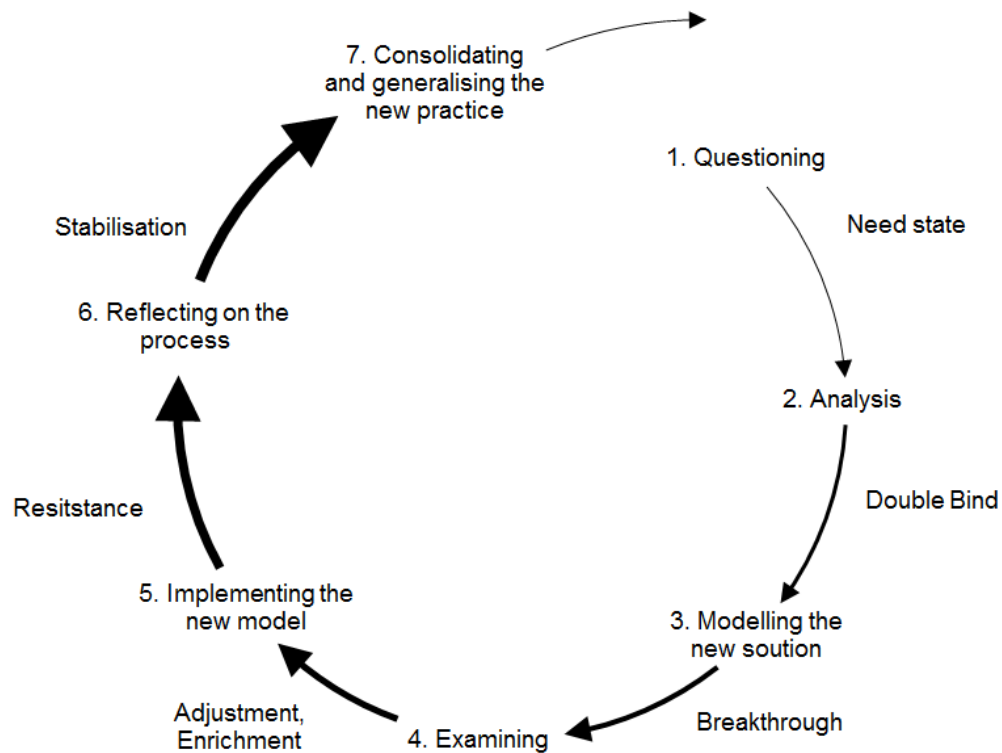 1. Questioning
Need state
2. Analysis
Double Bind
3. Modelling the
new soution
Breakthrough
4. Examining
Adjustment,
Enrichment
5. Implementing the
new model
Resitstance
6. Reflecting on the
process
Stabilisation
7. Consolidating
and generalising the
new practice